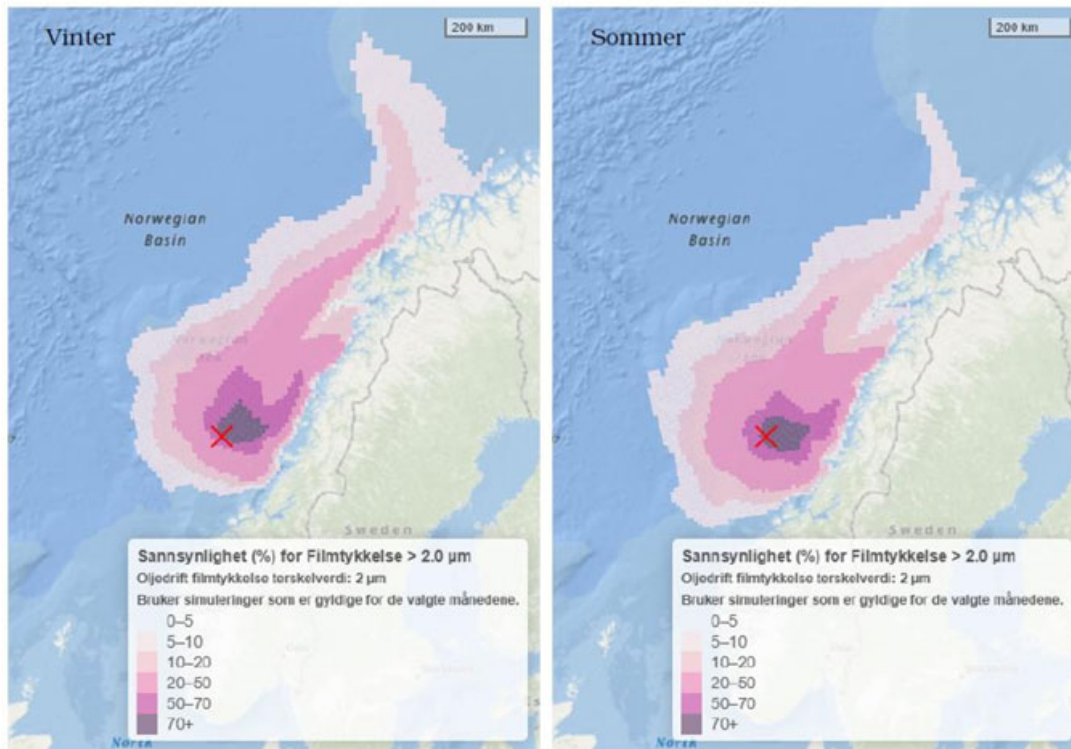 Vinter
200 km
Norwegian
Basin
Sweden
Sannsynlighet (%) for Filmtykkelse > 2.0 µm
Oljedrift filmtykkelse terskelverdi: 2 µm
Bruker simuleringer som er gyldige for de valgte månedene.
0–5
5–10
10–20
20–50
50–70
70+
North
Sommer
200 km
Norwegian
Basin
Sweden
Sannsynlighet (%) for Filmtykkelse > 2.0 µm
Oljedrift filmtykkelse terskelverdi: 2 µm
Bruker simuleringer som er gyldige for de valgte månedene.
0–5
5–10
10–20
20–50
50–70
70+
North